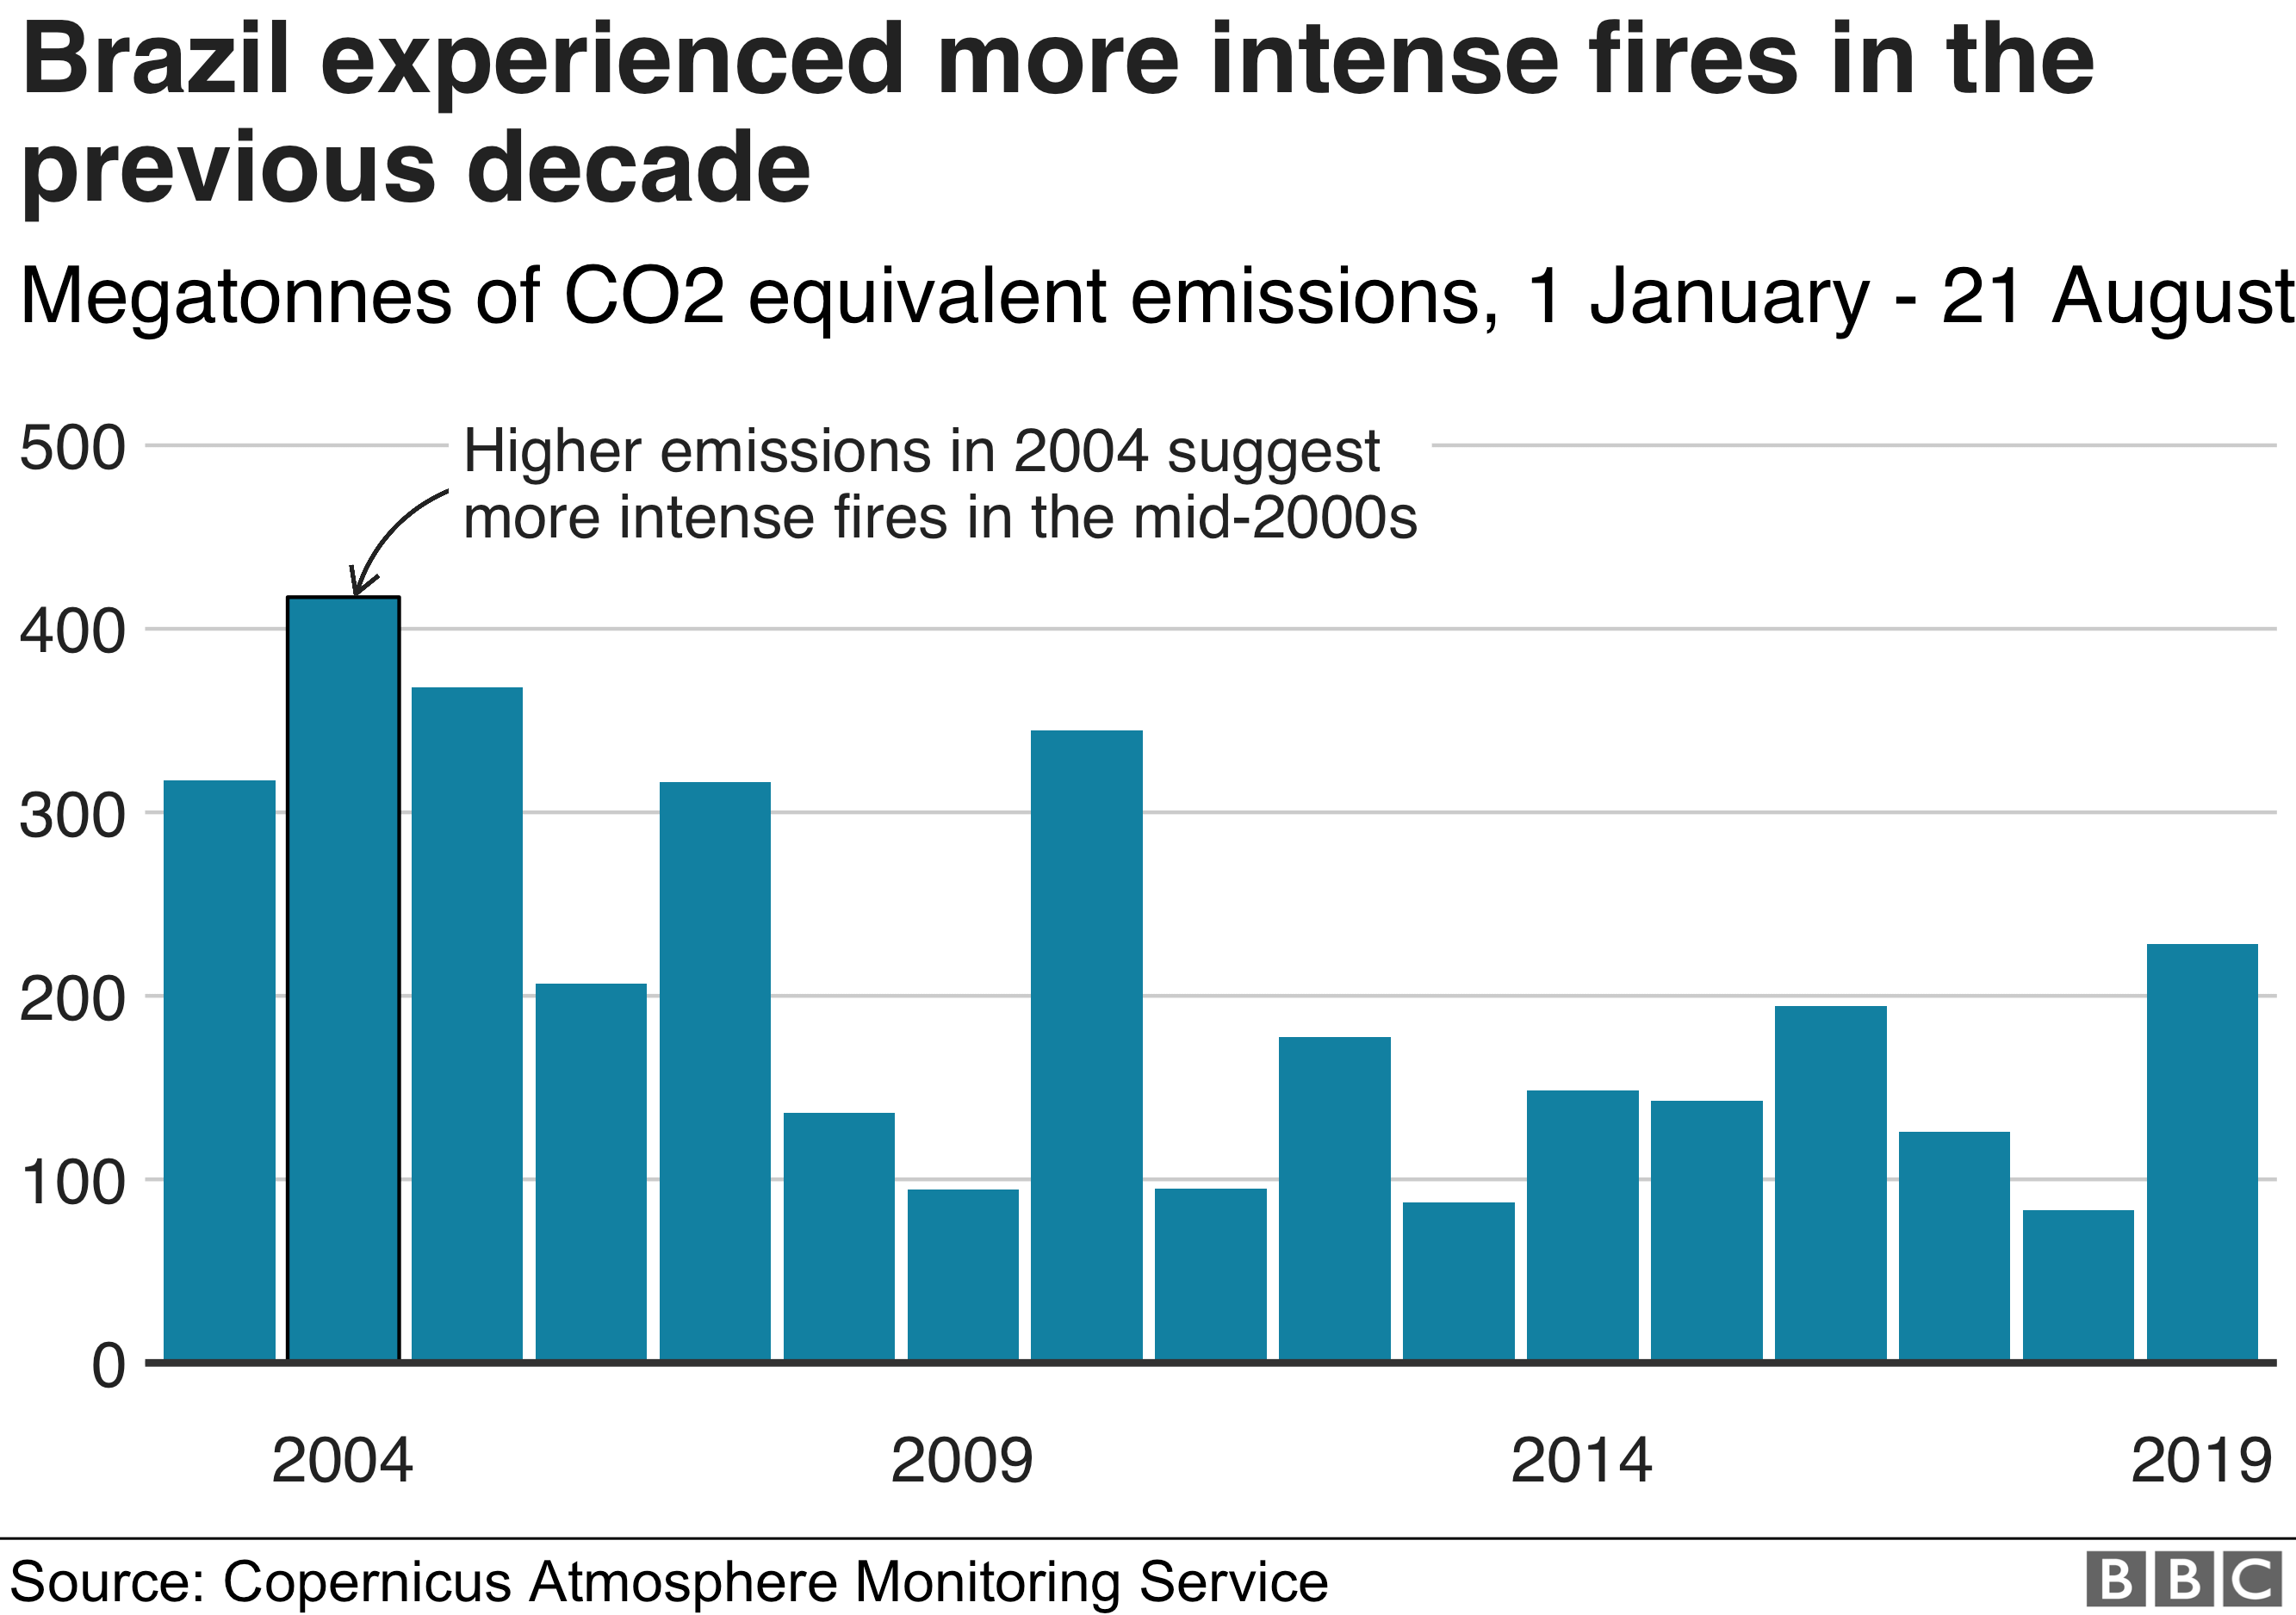 Brazil experienced more intense fires in the
previous decade
Megatonnes of CO2 equivalent emissions, 1 January - 21 August
500
Higher emissions in 2004 suggest
more intense fires in the mid-2000s
400
300
200
100
0
2004 2009 2014 2019
Source: Copernicus Atmosphere Monitoring Service
BBC